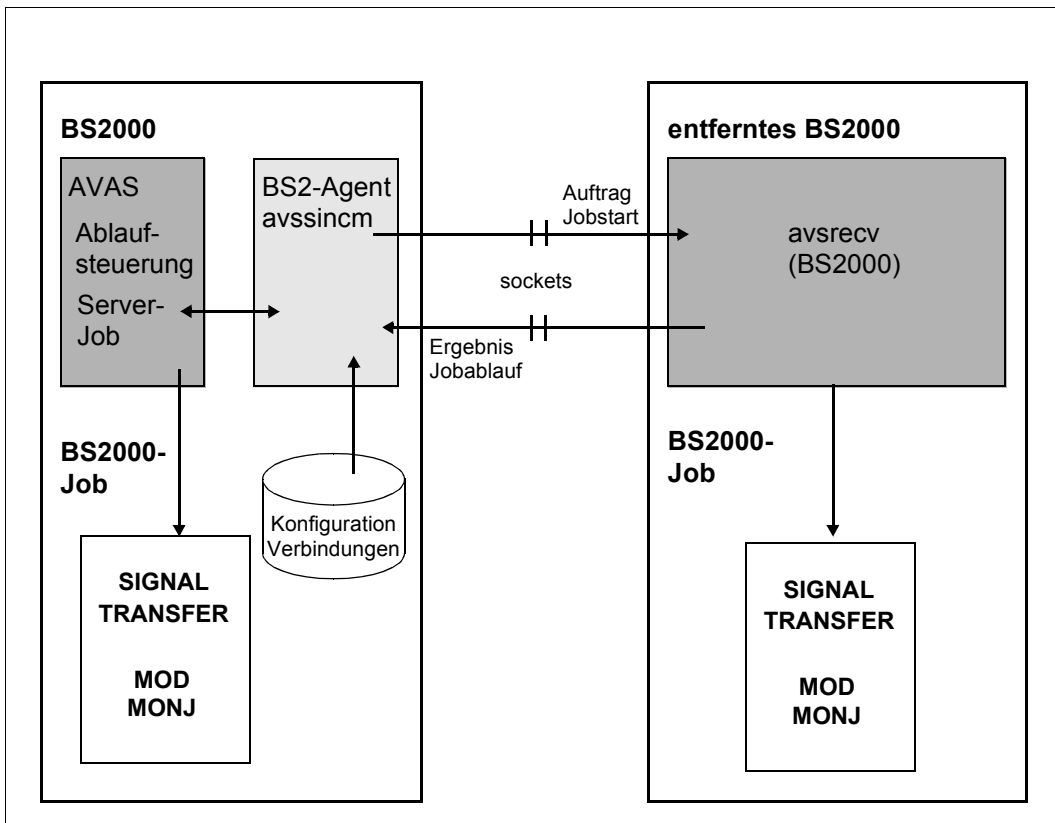 BS2000
AVAS
Ablauf-
steuerung
Server-
Job
BS2-Agent
avssincm
BS2000-
Job
Konfiguration
Verbindungen
SIGNAL
TRANSFER
MOD
MONJ
Auftrag
Jobstart
sockets
Ergebnis
Jobablauf
entferntes BS2000
avsrecv
(BS2000)
BS2000-
Job
SIGNAL
TRANSFER
MOD
MONJ